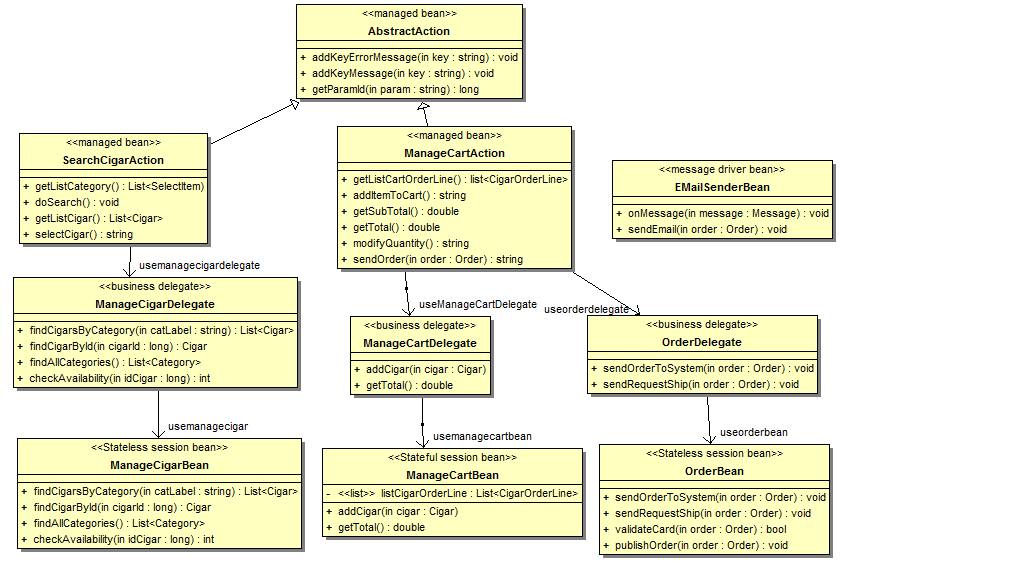 <<managed bean>>
AbstractAction
+ addKeyErrorMessage(in key : string) : void
+ addKeyMessage(in key : string) : void
+ getParamId(in param : string) : long
<<managed bean>>
SearchCigarAction
+ getListCategory() : List<SelectItem)
+ doSearch() : void
+ getListCigar() : List<Cigar>
+ selectCigar() : string
<<managed bean>>
ManageCartAction
+ getListCartOrderLine() : list<CigarOrderLine>
+ addItemToCart() : string
+ getSubTotal() : double
+ getTotal() : double
+ modifyQuantity() : string
+ sendOrder(in order : Order) : string
<<message driver bean>>
EMailSenderBean
+ onMessage(in message : Message) : void
+ sendEmail(in order : Order) : void
usemanagecigardelegate
useManageCartDelegate
useorderdelegate
<<business delegate>>
ManageCigarDelegate
+ findCigarsByCategory(in catLabel : string) : List<Cigar>
+ findCigarById(in cigarId : long) : Cigar
+ findAllCategories() : List<Category>
+ checkAvailability(in idCigar : long) : int
<<business delegate>>
ManageCartDelegate
+ addCigar(in cigar : Cigar)
+ getTotal() : double
<<business delegate>>
OrderDelegate
+ sendOrderToSystem(in order : Order) : void
+ sendRequestShip(in order : Order) : void
usemanagecigar
usemanagecartbean
useorderbean
<<Stateless session bean>>
ManageCigarBean
+ findCigarsByCategory(in catLabel : string) : List<Cigar>
+ findCigarById(in cigarId : long) : Cigar
+ findAllCategories() : List<Category>
+ checkAvailability(in idCigar : long) : int
<<Stateful session bean>>
ManageCartBean
- <<list>> listCigarOrderLine : List<CigarOrderLine>
+ addCigar(in cigar : Cigar)
+ getTotal() : double
<<Stateless session bean>>
OrderBean
+ sendOrderToSystem(in order : Order) : void
+ sendRequestShip(in order : Order) : void
+ validateCard(in order : Order) : bool
+ publishOrder(in order : Order) : void